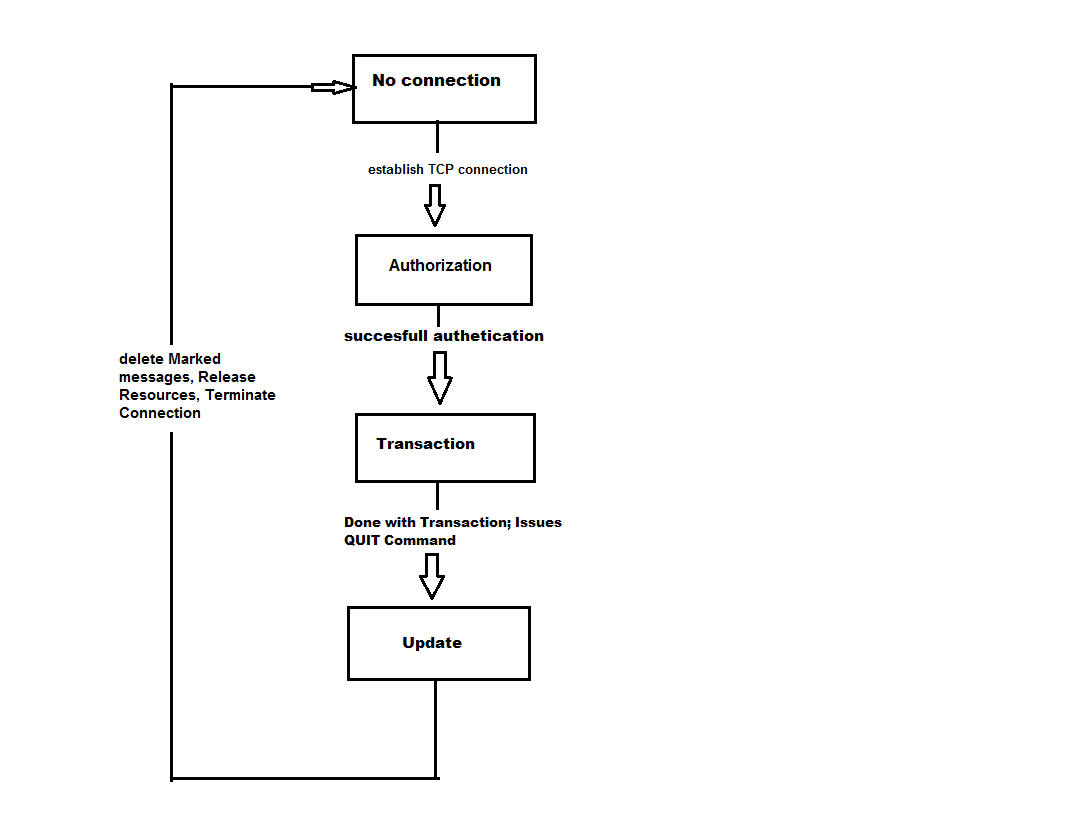 No connection
establish TCP connection
Authorization
succesfull authetication
delete Marked
messages, Release
Resources, Terminate
Connection
Transaction
Done with Transaction; Issues
QUIT Command
Update